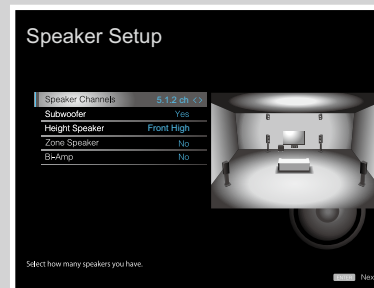 Speaker Setup
Speaker Channels 5.1.2 ch < >
Subwoofer Yes
Height Speaker Front High
Zone Speaker No
Bi-Amp No
Select how many speakers you have.
ENTER Nex